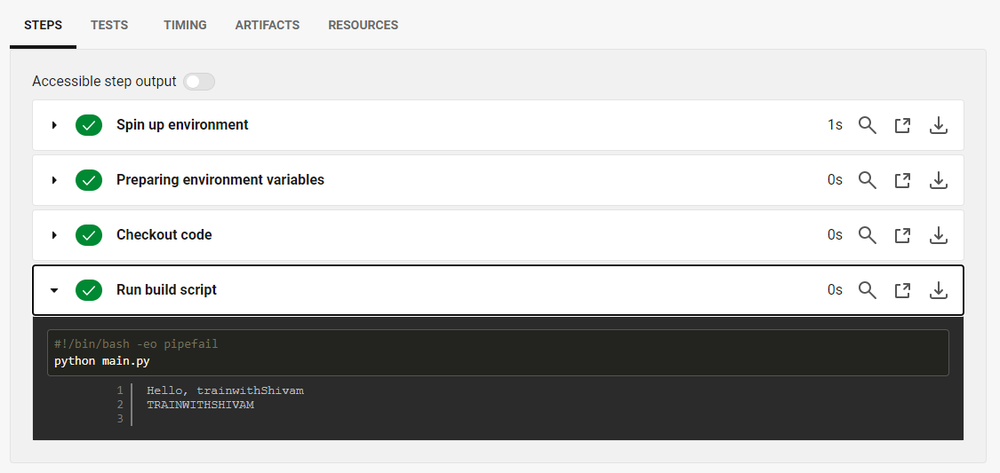 STEPS TESTS TIMING ARTIFACTS RESOURCES
Accessible step output
Spin up environment 1s
Preparing environment variables 0s
Checkout code 0s
Run build script 0s
#!/bin/bash -eo pipefail
python main.py
1 Hello, trainwithShivam
2 TRAINWITHSHIVAM
3